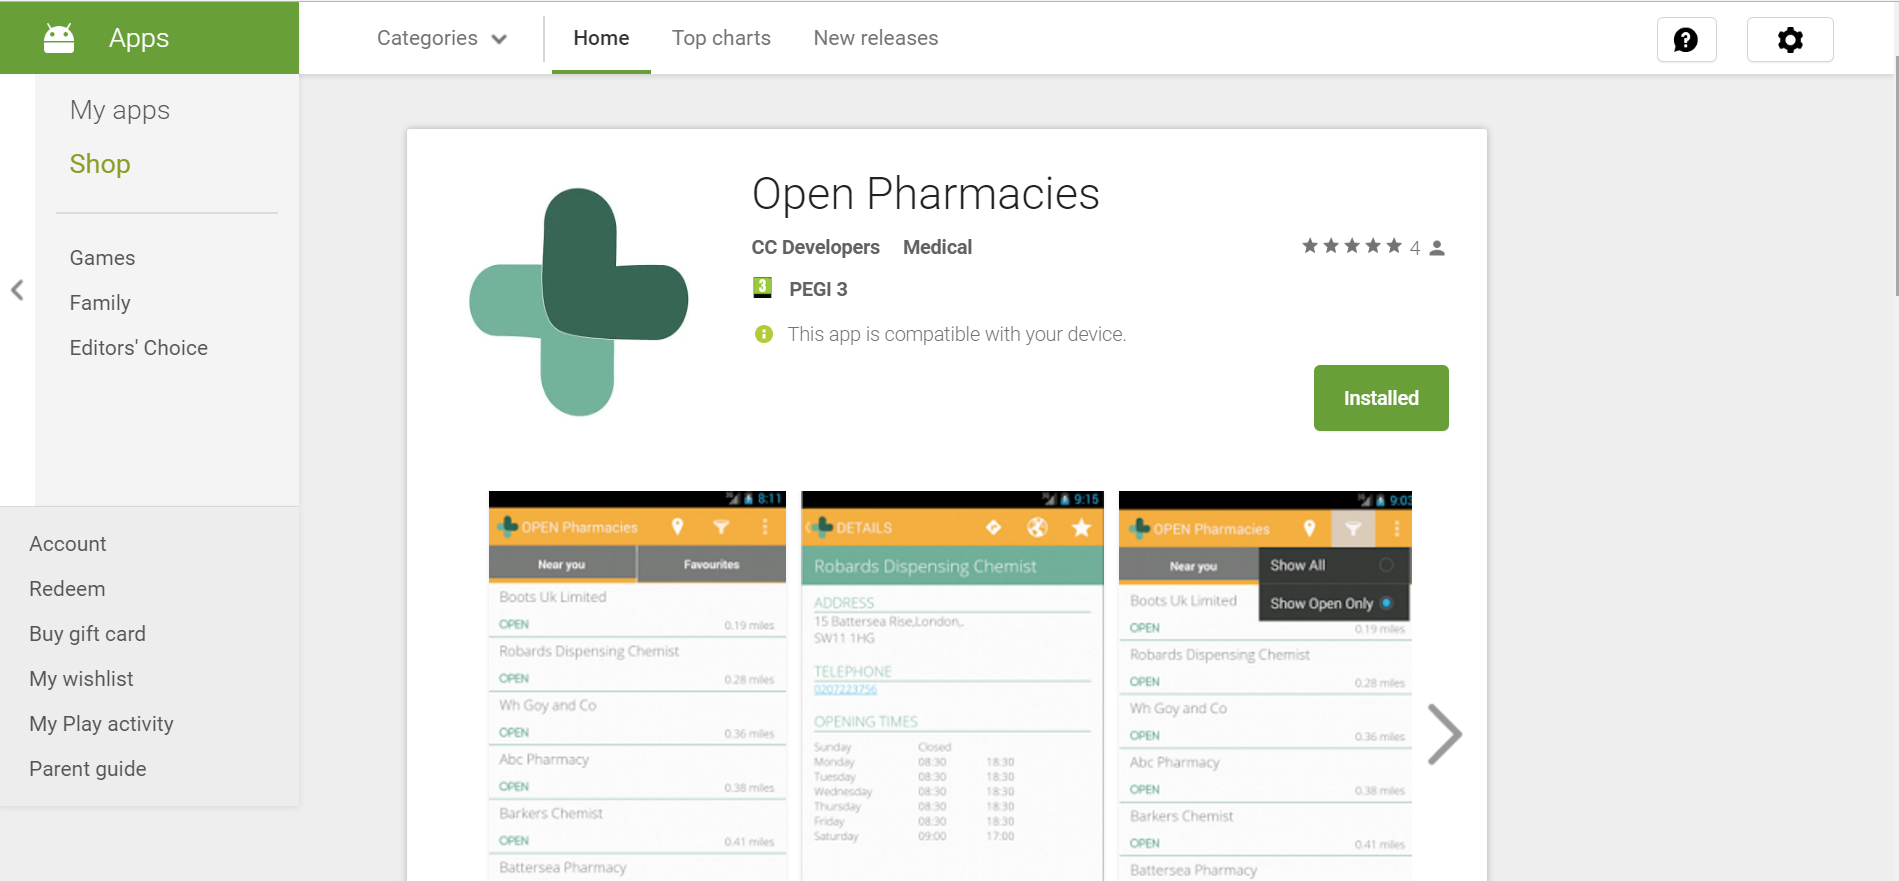 Apps
Categories
Home
Top charts
New releases
My apps
Shop
Games
Family
Editors' Choice
Account
Redeem
Buy gift card
My wishlist
My Play activity
Parent guide
Open Pharmacies
CC Developers Medical
4
3 PEGI 3
This app is compatible with your device.
Installed
8:11
OPEN Pharmacies
Near you Favourites
Boots Uk Limited
OPEN 0.19 miles
Robards Dispensing Chemist
OPEN 0.28 miles
Wh Goy and Co
OPEN 0.36 miles
Abc Pharmacy
OPEN 0.38 miles
Barkers Chemist
OPEN 0.41 miles
Battersea Pharmacy
9:15
DETAILS
Robards Dispensing Chemist
ADDRESS
15 Battersea Rise,London,.
SW11 1HG
TELEPHONE
0207223756
OPENING TIMES
Sunday Closed
Monday 08:30 18:30
Tuesday 08:30 18:30
Wednesday 08:30 18:30
Thursday 08:30 18:30
Friday 08:30 18:30
Saturday 09:00 17:00
9:03
OPEN Pharmacies
Near you
Show All
Show Open Only
Boots Uk Limited
OPEN 0.19 miles
Robards Dispensing Chemist
OPEN 0.28 miles
Wh Goy and Co
OPEN 0.36 miles
Abc Pharmacy
OPEN 0.38 miles
Barkers Chemist
OPEN 0.41 miles
Battersea Pharmacy